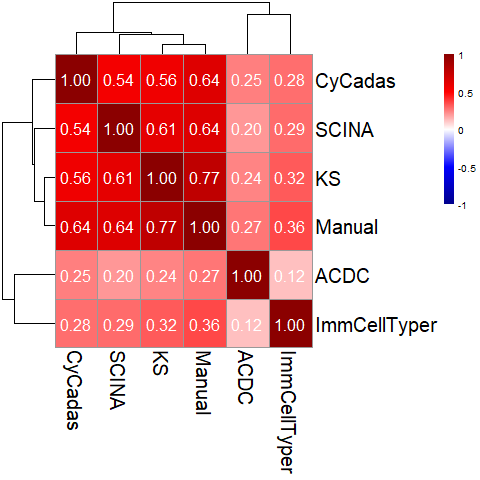 1.00 0.54 0.56 0.64 0.25 0.28 CyCadas
0.54 1.00 0.61 0.64 0.20 0.29 SCINA
0.56 0.61 1.00 0.77 0.24 0.32 KS
0.64 0.64 0.77 1.00 0.27 0.36 Manual
0.25 0.20 0.24 0.27 1.00 0.12 ACDC
0.28 0.29 0.32 0.36 0.12 1.00 ImmCellTyper
CyCadas
SCINA
KS
Manual
ACDC
ImmCellTyper
1
0.5
0
-0.5
-1